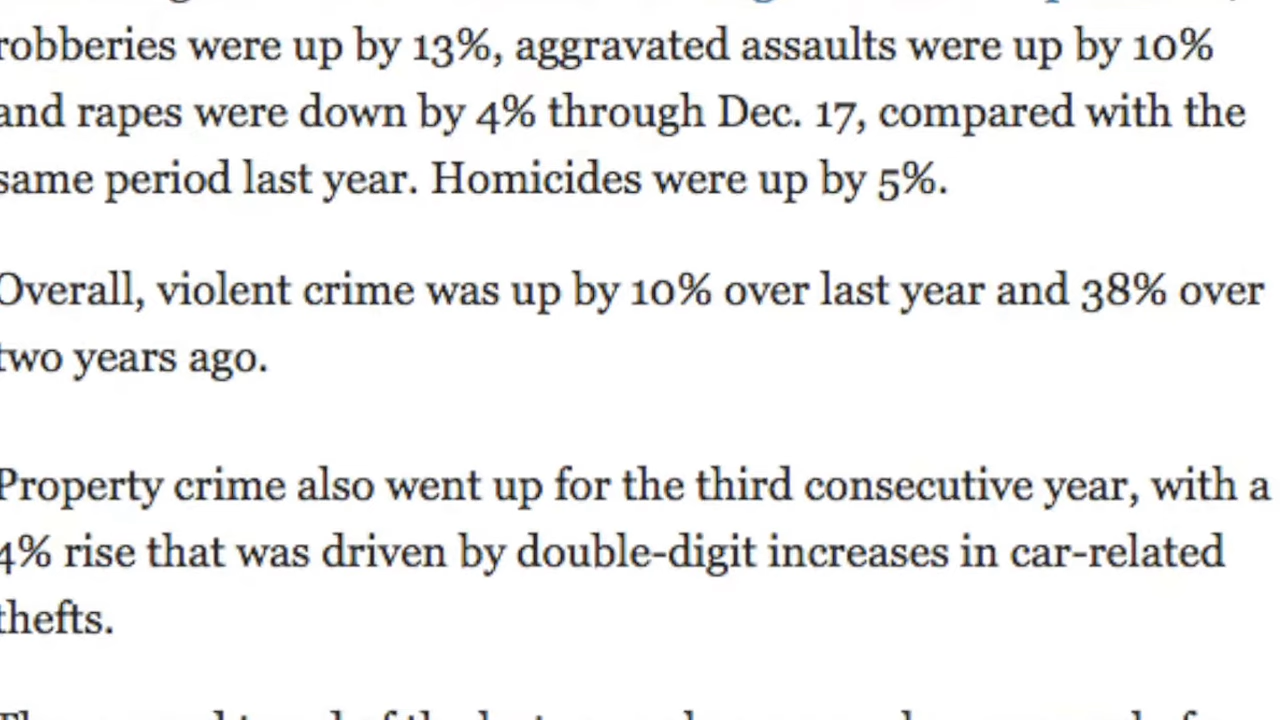 robberies were up by 13%, aggravated assaults were up by 10%
and rapes were down by 4% through Dec. 17, compared with the
same period last year. Homicides were up by 5%.
Overall, violent crime was up by 10% over last year and 38% over
two years ago.
Property crime also went up for the third consecutive year, with a
4% rise that was driven by double-digit increases in car-related
thefts.